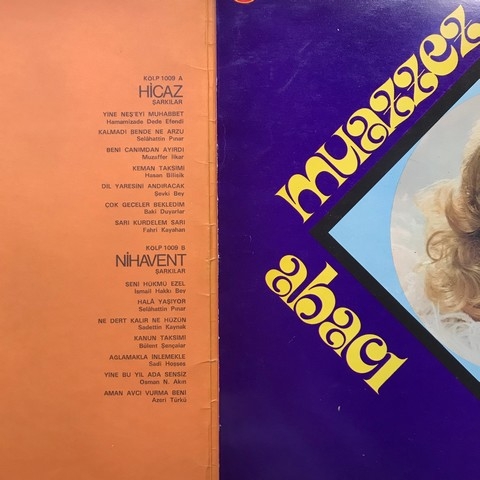 KOLP 1009 A
HİCAZ
ŞARKILAR
YINE NEŞ'EYİ MUHABBET
Hamamizade Dede Efendi
KALMADI BENDE NE ARZU
Selâhattin Pınar
BENİ CANIMDAN AYIRDI
Muzaffer İlkar
KEMAN TAKSİMİ
Hasan Bilisik
DİL YARESİNİ ANDIRACAK
Şevki Bey
ÇOK GECELER BEKLEDİM
Baki Duyarlar
SARI KURDELEM SARI
Fahri Kayahan
KOLP 1009 B
NİHAVENT
ŞARKILAR
SENİ HÜKMÜ EZEL
İsmail Hakkı Bey
HALÂ YAŞIYOR
Selâhattin Pınar
NE DERT KALIR NE HÜZÜN
Sadettin Kaynak
KANUN TAKSİMİ
Bülent Şençalar
AGLAMAKLA İNLEMEKLE
Sadi Hoşses
YİNE BU YIL ADA SENSİZ
Osman N. Akın
AMAN AVCI VURMA BENİ
Azeri Türkü
muazzez
abacı